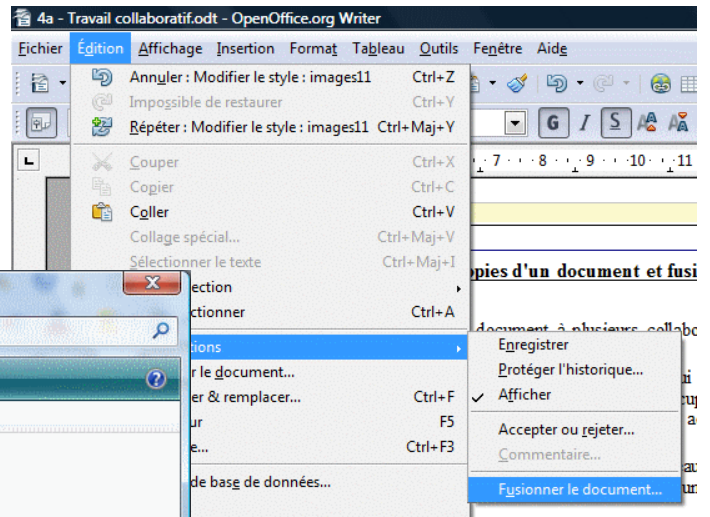 4a - Travail collaboratif.odt - OpenOffice.org Writer
Fichier Édition Affichage Insertion Format Tableau Outils Fenêtre Aide
Annuler : Modifier le style : images11 Ctrl+Z
Impossible de restaurer Ctrl+Y
Répéter : Modifier le style : images11 Ctrl+Maj+Y
G I S
Couper Ctrl+X
7 8 9 10 11
Copier Ctrl+C
Coller Ctrl+V
Collage spécial... Ctrl+Maj+V
Sélectionner le texte Ctrl+Maj+I
opies d'un document et fusi
ection
ctionner Ctrl+A
document à plusieurs collabo
tions
Enregistrer
r le document...
Protéger l'historique...
er & remplacer... Ctrl+F
Afficher
ur F5
Accepter ou rejeter...
e... Ctrl+F3
Commentaire...
de base de données...
Fusionner le document...